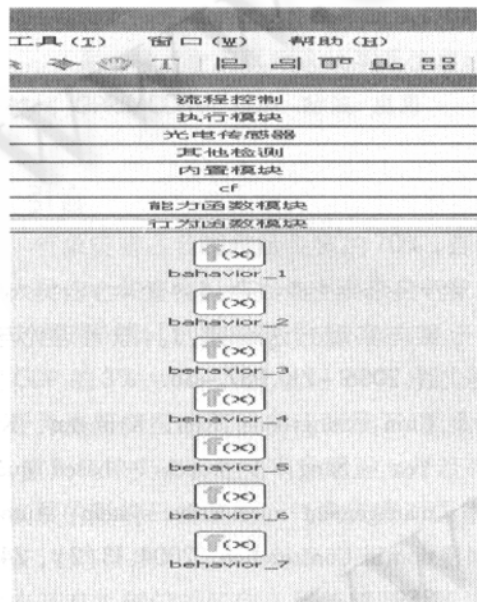 工具(T) 窗口(W) 帮助(H)
流程控制
执行模块
光电传感器
其他检测
内置模块
cf
能力函数模块
行为函数模块
f(x)
bahavior_1
f(x)
behavior_2
f(x)
behavior_3
f(x)
behavior_4
f(x)
behavior_5
f(x)
behavior_6
f(x)
behavior_7